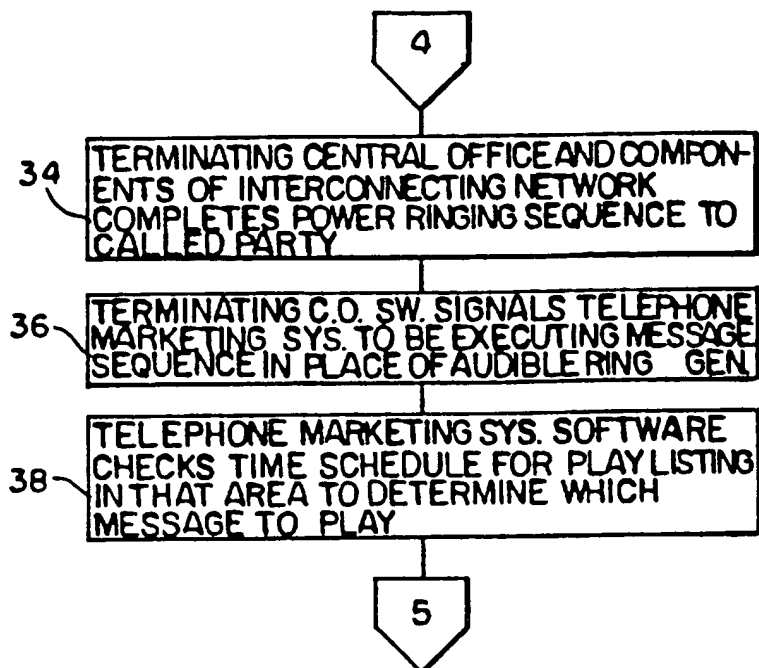 4
34
TERMINATING CENTRAL OFFICE AND COMPON-
ENTS OF INTERCONNECTING NETWORK
COMPLETES POWER RINGING SEQUENCE TO
CALLED PARTY
36
TERMINATING C.O. SW. SIGNALS TELEPHONE
MARKETING SYS. TO BE EXECUTING MESSAGE
SEQUENCE IN PLACE OF AUDIBLE RING GEN.
38
TELEPHONE MARKETING SYS. SOFTWARE
CHECKS TIME SCHEDULE FOR PLAY LISTING
IN THAT AREA TO DETERMINE WHICH
MESSAGE TO PLAY
5